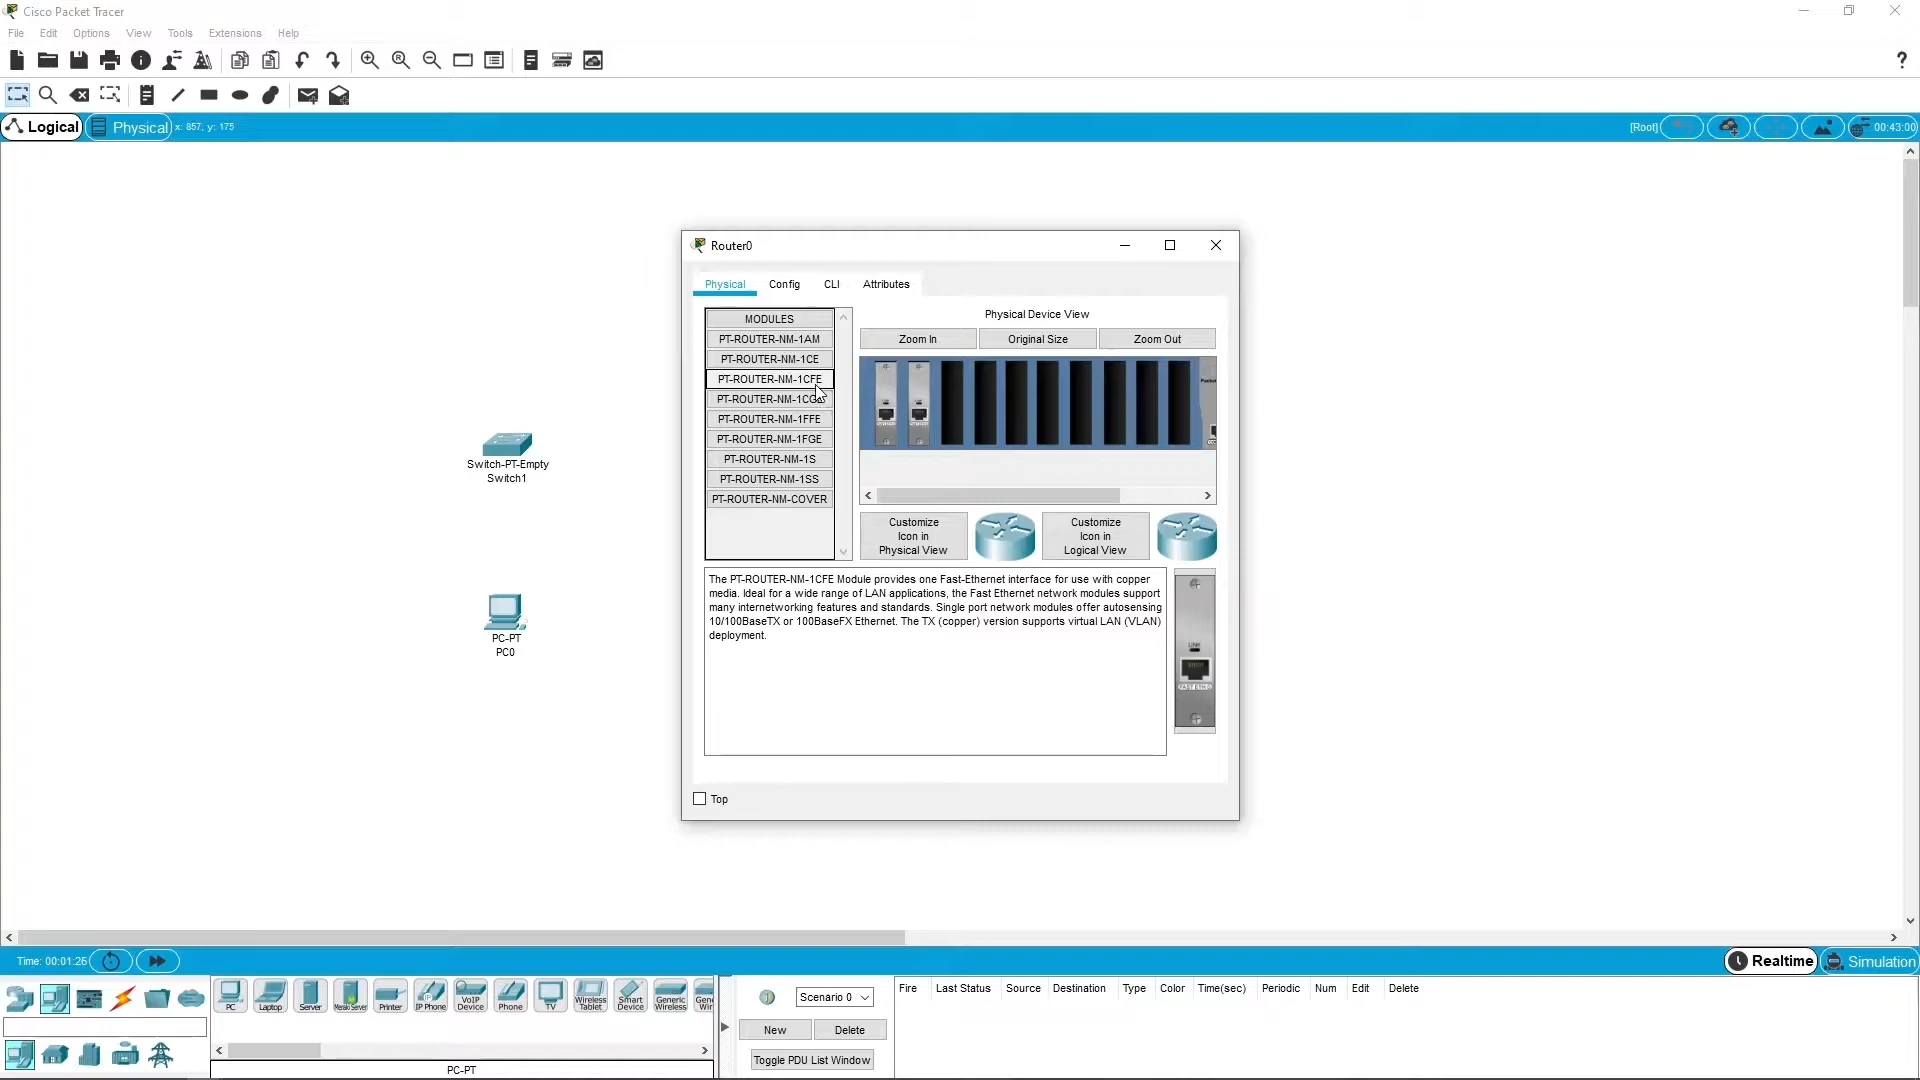 Cisco Packet Tracer
File Edit Options View Tools Extensions Help
?
Logical Physical x: 857, y: 175 [Root] 00:43:00
Router0
Physical Config CLI Attributes
MODULES
PT-ROUTER-NM-1AM
PT-ROUTER-NM-1CE
PT-ROUTER-NM-1CFE
PT-ROUTER-NM-1CGE
PT-ROUTER-NM-1FFE
PT-ROUTER-NM-1FGE
PT-ROUTER-NM-1S
PT-ROUTER-NM-1SS
PT-ROUTER-NM-COVER
Physical Device View
Zoom In Original Size Zoom Out
Customize
Icon in
Physical View
Customize
Icon in
Logical View
The PT-ROUTER-NM-1CFE Module provides one Fast-Ethernet interface for use with copper
media. Ideal for a wide range of LAN applications, the Fast Ethernet network modules support
many internetworking features and standards. Single port network modules offer autosensing
10/100BaseTX or 100BaseFX Ethernet. The TX (copper) version supports virtual LAN (VLAN)
deployment.
Top
Switch-PT-Empty
Switch1
PC-PT
PC0
Time: 00:01:26 Realtime Simulation
PC Laptop Server Meraki Server Printer IP Phone VoIP Device Phone TV Wireless Tablet Smart Device Generic Wireless
PC-PT
Scenario 0
New Delete
Toggle PDU List Window
Fire Last Status Source Destination Type Color Time(sec) Periodic Num Edit Delete